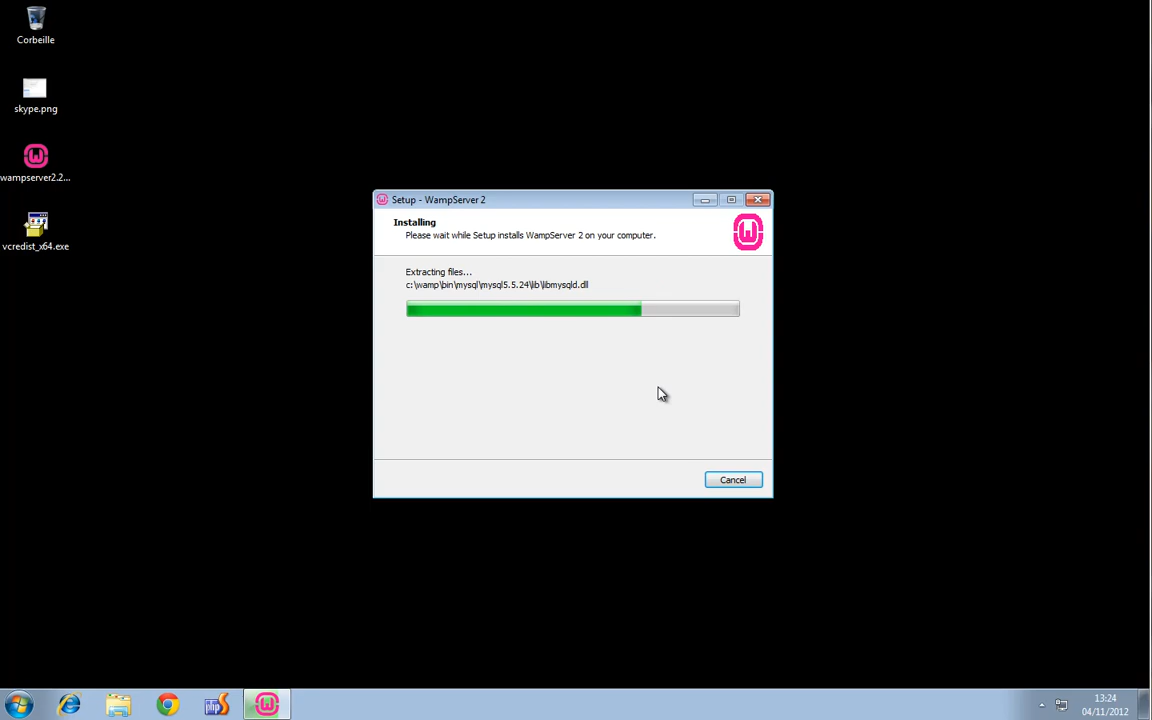 Corbeille
skype.png
wampserver2.2...
vcredist_x64.exe
Setup - WampServer 2
Installing
Please wait while Setup installs WampServer 2 on your computer.
Extracting files...
c:\wamp\bin\mysql\mysql5.5.24\lib\libmysqld.dll
Cancel
php
13:24
04/11/2012